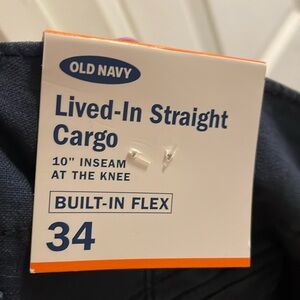 OLD NAVY
Lived-In Straight
Cargo
10" INSEAM
AT THE KNEE
BUILT-IN FLEX
34